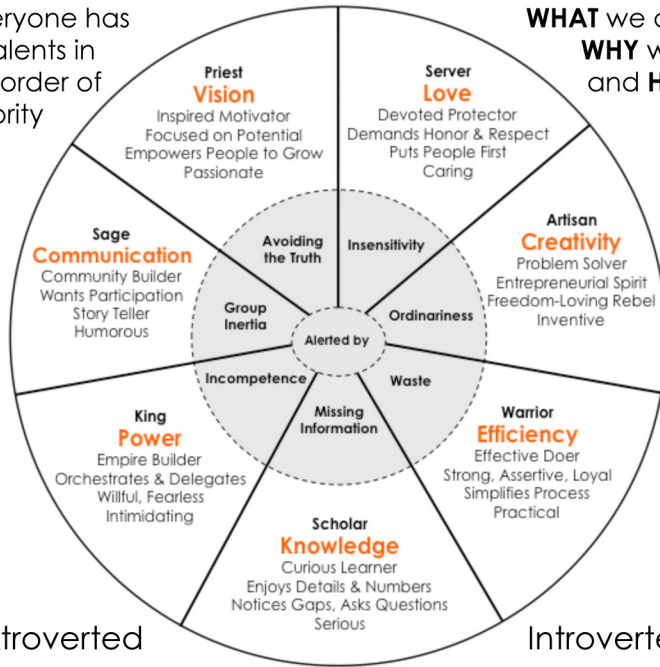 eryone has
alents in
order of
ority
WHAT we
WHY w
and H
Priest
Vision
Inspired Motivator
Focused on Potential
Empowers People to Grow
Passionate
Server
Love
Devoted Protector
Demands Honor & Respect
Puts People First
Caring
Sage
Communication
Community Builder
Wants Participation
Story Teller
Humorous
Avoiding
the Truth
Insensitivity
Artisan
Creativity
Problem Solver
Entrepreneurial Spirit
Freedom-Loving Rebel
Inventive
Group
Inertia
Ordinariness
Alerted by
Incompetence
Waste
Missing
Information
King
Power
Empire Builder
Orchestrates & Delegates
Willful, Fearless
Intimidating
Warrior
Efficiency
Effective Doer
Strong, Assertive, Loyal
Simplifies Process
Practical
Scholar
Knowledge
Curious Learner
Enjoys Details & Numbers
Notices Gaps, Asks Questions
Serious
troverted
Introverte